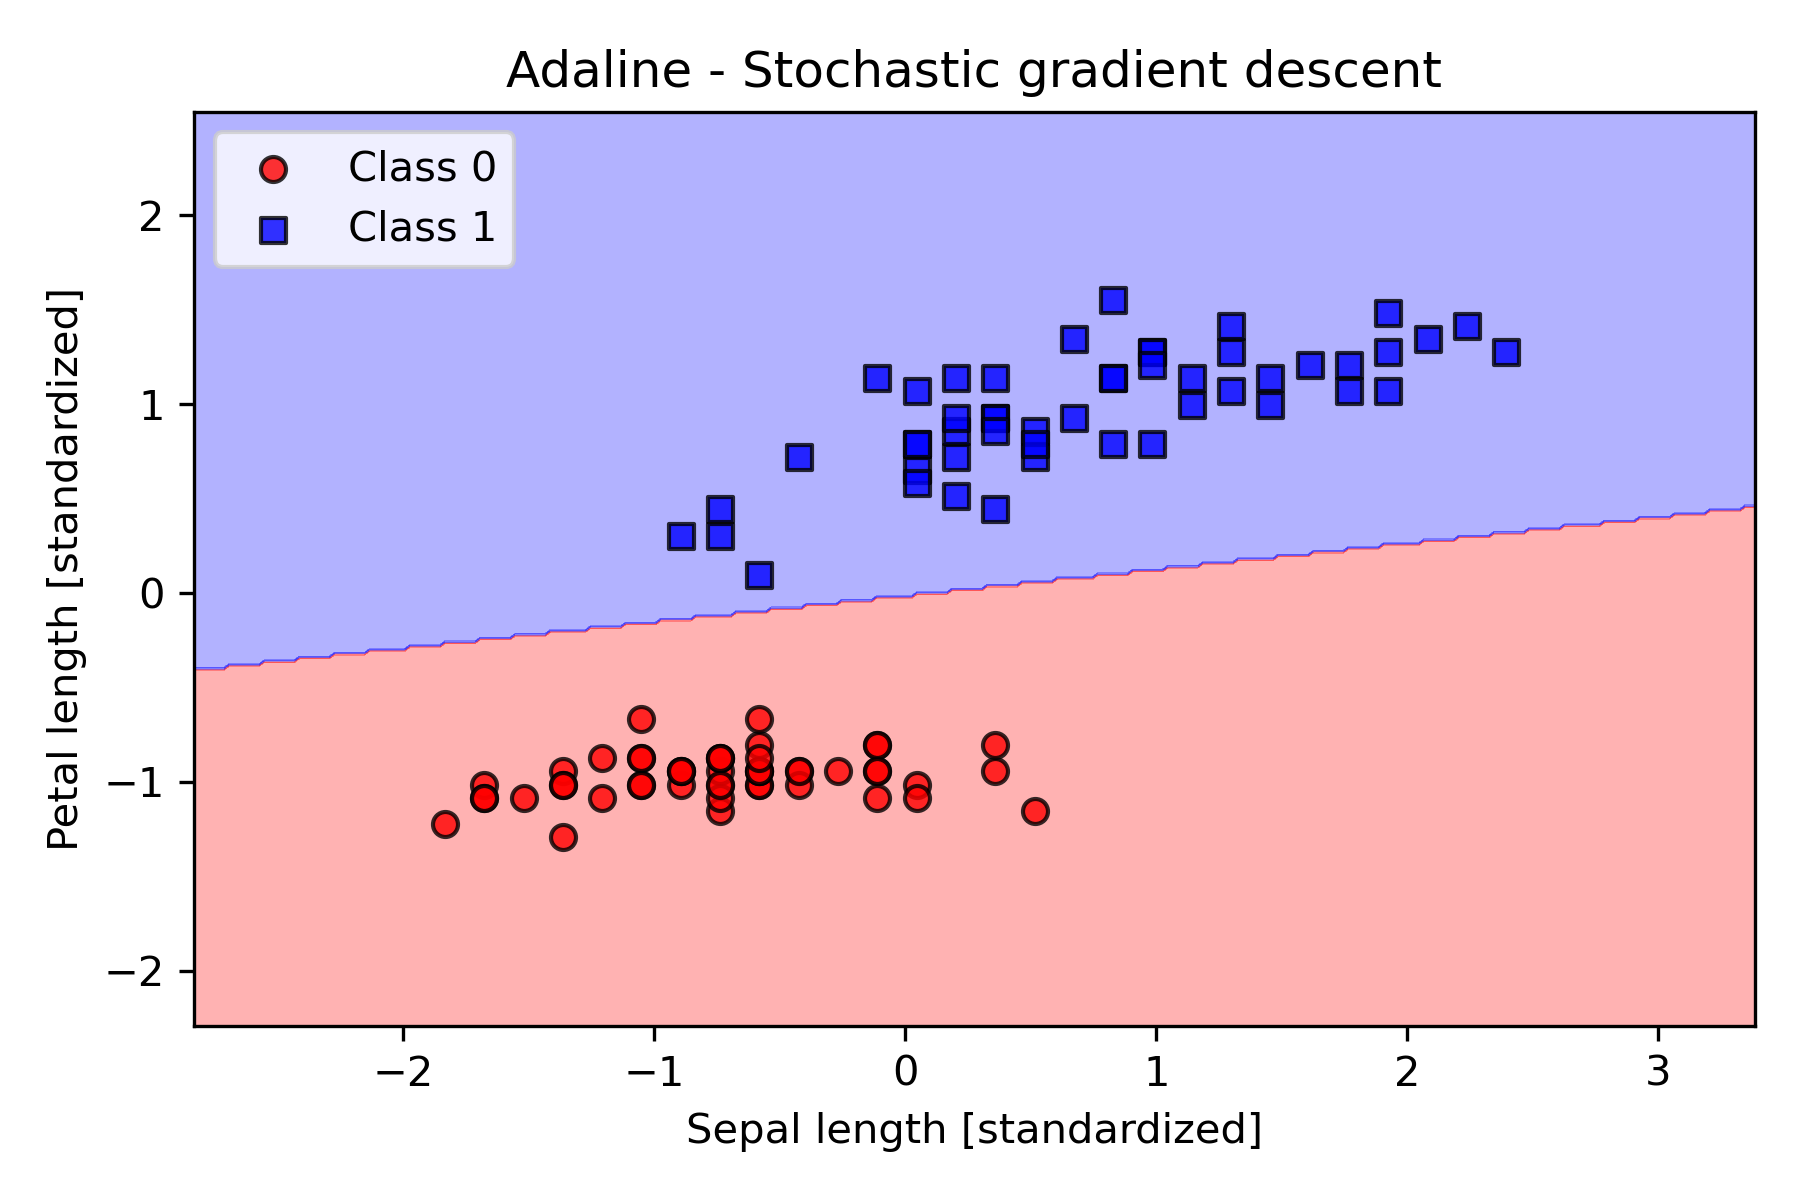 Adaline - Stochastic gradient descent
Class 0
Class 1
Petal length [standardized]
2
1
0
−1
−2
−2
−1
0
1
2
3
Sepal length [standardized]